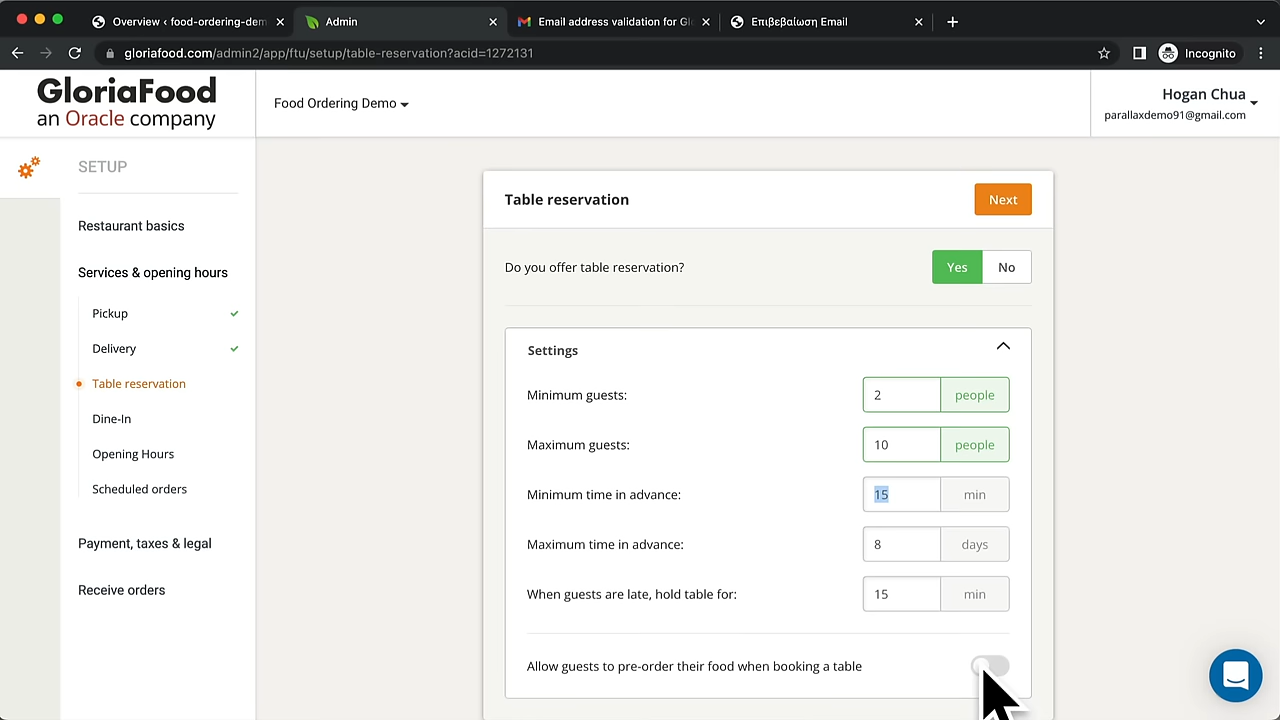 Overview ‹ food-ordering-dem
Admin
Email address validation for Gl
Επιβεβαίωση Email
gloriafood.com/admin2/app/ftu/setup/table-reservation?acid=1272131
Incognito
GloriaFood
an Oracle company
Food Ordering Demo
Hogan Chua
parallaxdemo91@gmail.com
SETUP
Restaurant basics
Services & opening hours
Pickup
Delivery
Table reservation
Dine-In
Opening Hours
Scheduled orders
Payment, taxes & legal
Receive orders
Table reservation
Next
Do you offer table reservation?
Yes
No
Settings
Minimum guests:
2
people
Maximum guests:
10
people
Minimum time in advance:
15
min
Maximum time in advance:
8
days
When guests are late, hold table for:
15
min
Allow guests to pre-order their food when booking a table